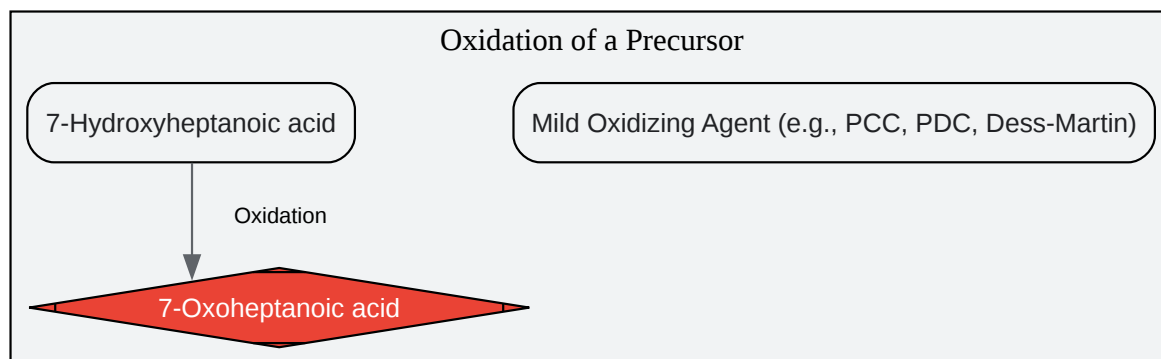 Oxidation of a Precursor
7-Hydroxyheptanoic acid
Mild Oxidizing Agent (e.g., PCC, PDC, Dess-Martin)
Oxidation
7-Oxoheptanoic acid